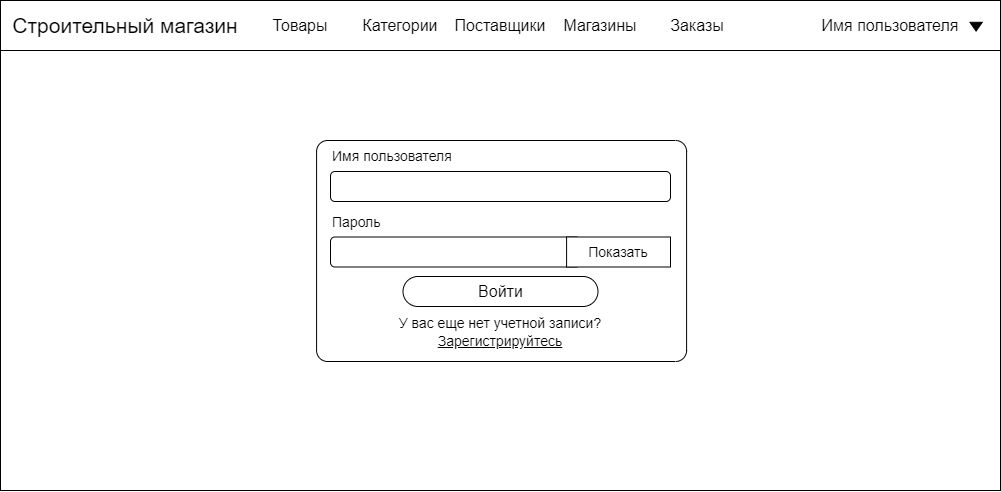 Строительный магазин Товары Категории Поставщики Магазины Заказы Имя пользователя
Имя пользователя
Пароль
Показать
Войти
У вас еще нет учетной записи?
Зарегистрируйтесь